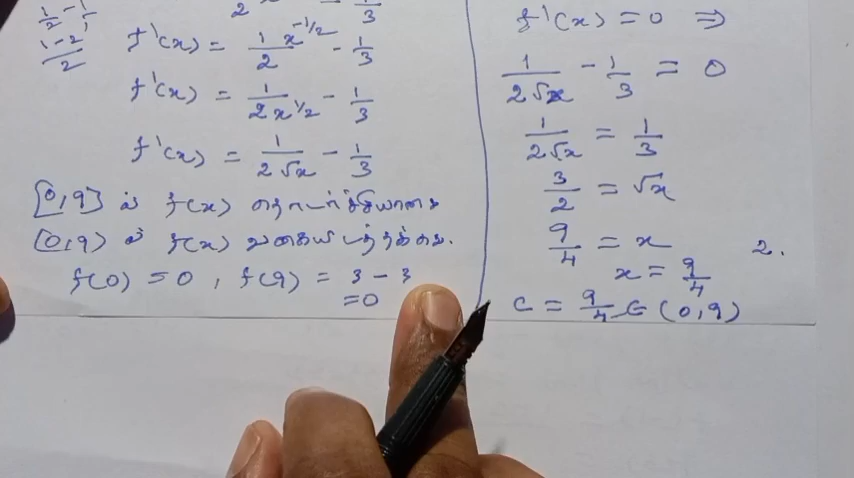 1/2 - 1/1
(1-2)/2
f'(x) = 1/2 x^(-1/2) - 1/3
f'(x) = 1/(2x^(1/2)) - 1/3
f'(x) = 1/(2√x) - 1/3
[0,9] ல் f(x) தொடர்ச்சியானது
(0,9) ல் f(x) வகையிடத்தக்கது.
f(0) = 0, f(9) = 3 - 3
= 0
f'(x) = 0 ⇒
1/(2√x) - 1/3 = 0
1/(2√x) = 1/3
3/2 = √x
9/4 = x
2.
x = 9/4
c = 9/4 ∈ (0,9)